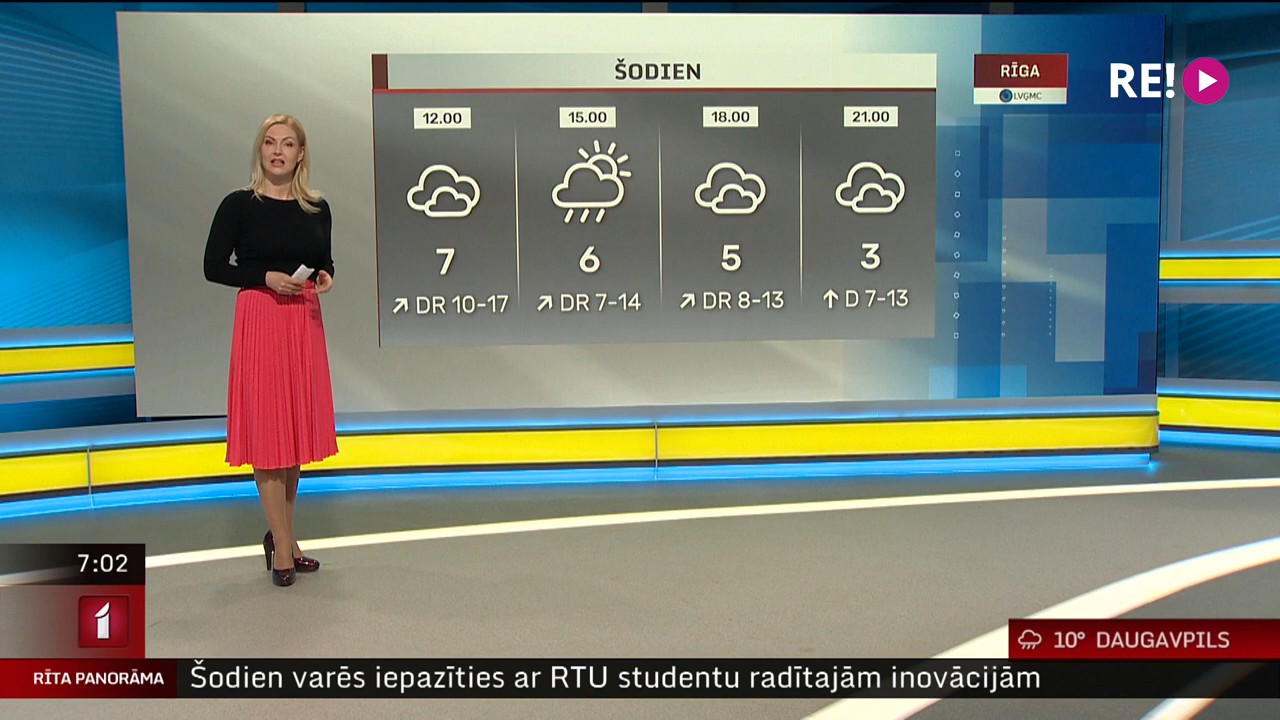 ŠODIEN
RĪGA
LVĢMC
RE!
12.00 15.00 18.00 21.00
7 6 5 3
DR 10-17 DR 7-14 DR 8-13 D 7-13
7:02
1
10° DAUGAVPILS
RĪTA PANORĀMA
Šodien varēs iepazīties ar RTU studentu radītajām inovācijām